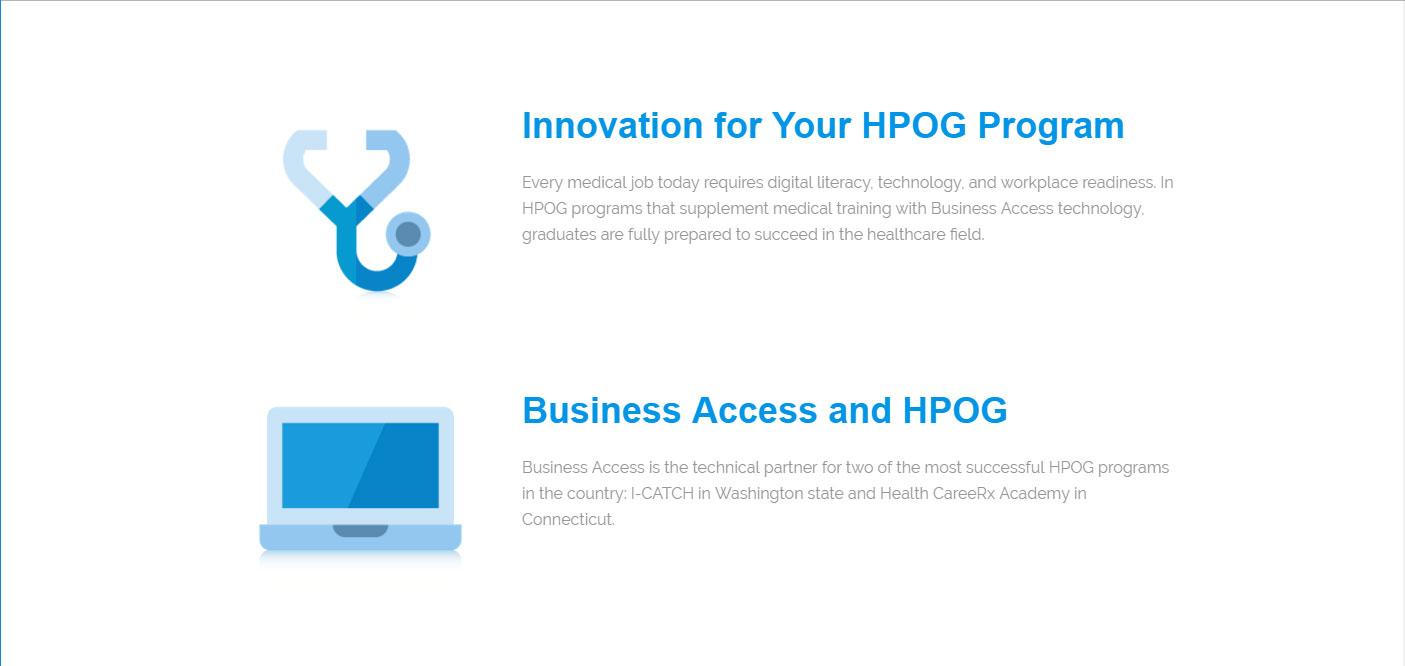 Innovation for Your HPOG Program
Every medical job today requires digital literacy, technology, and workplace readiness. In
HPOG programs that supplement medical training with Business Access technology,
graduates are fully prepared to succeed in the healthcare field.
Business Access and HPOG
Business Access is the technical partner for two of the most successful HPOG programs
in the country: I-CATCH in Washington state and Health CareeRx Academy in
Connecticut.